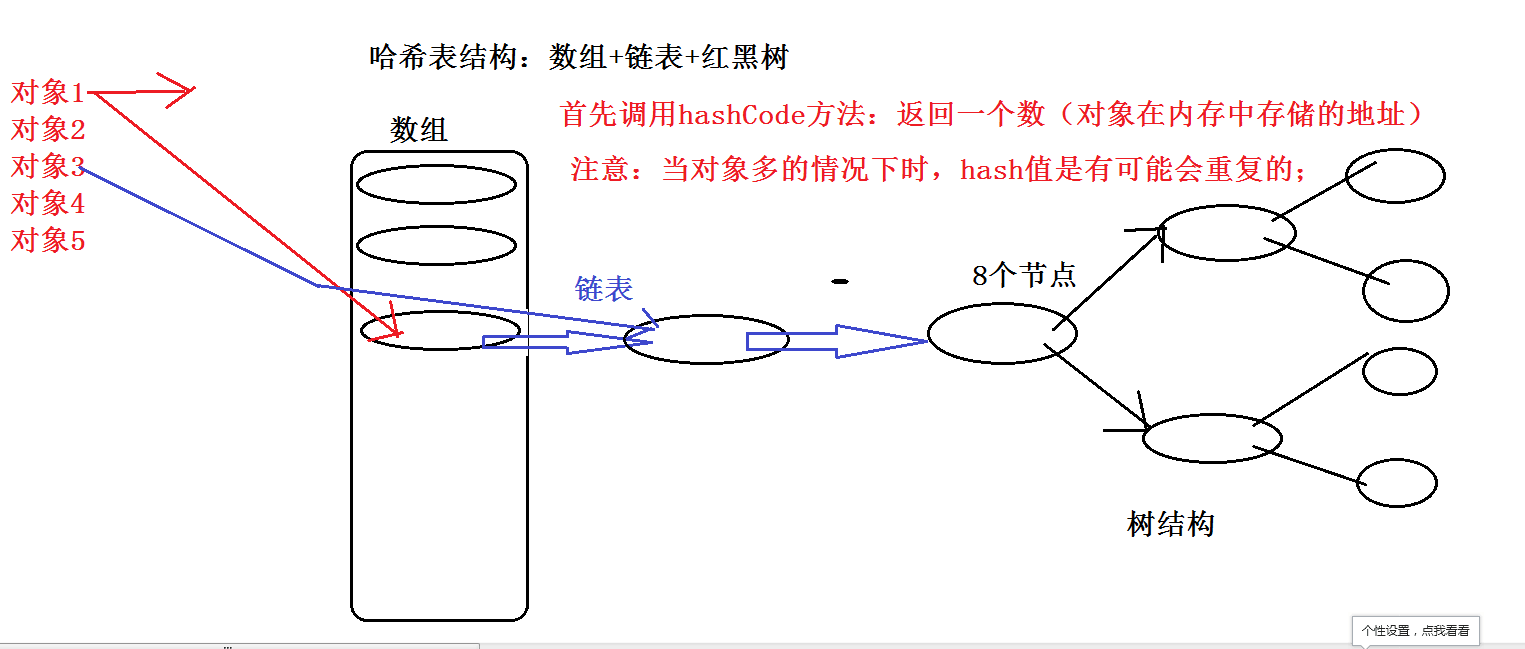 哈希表结构：数组+链表+红黑树
对象1
对象2
对象3
对象4
对象5
数组
首先调用hashCode方法：返回一个数（对象在内存中存储的地址）
注意：当对象多的情况下时，hash值是有可能会重复的；
链表
8个节点
树结构
个性设置，点我看看